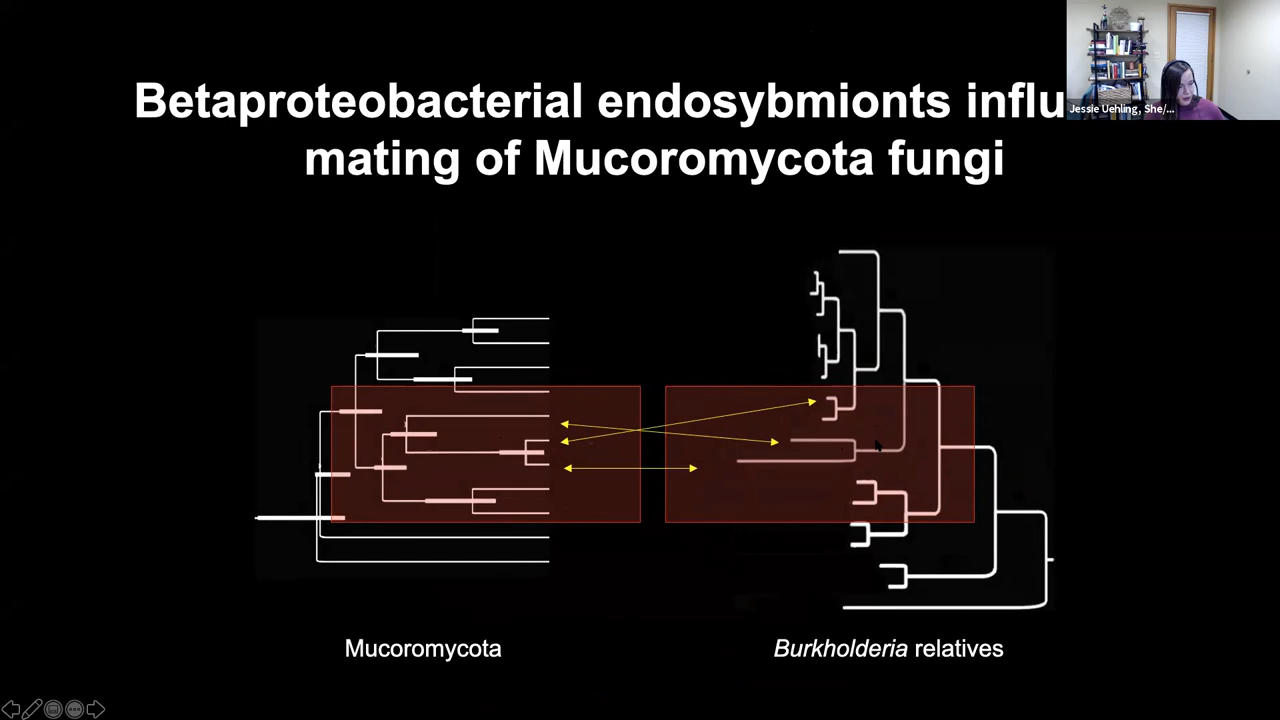 Betaproteobacterial endosybmionts influ
mating of Mucoromycota fungi
Jessie Uehling, She/...
Mucoromycota
Burkholderia relatives